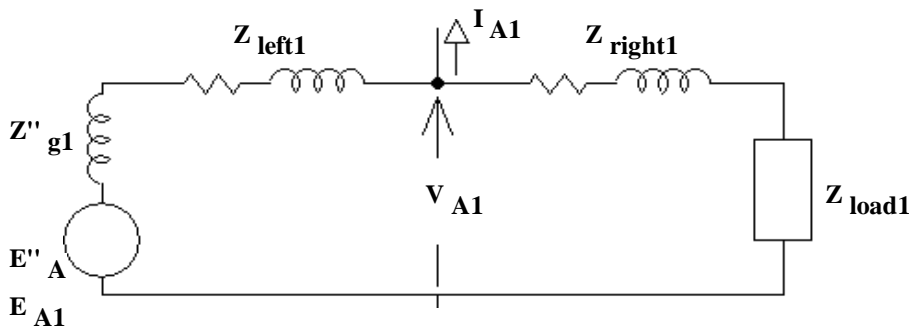 I A1
Z left1
Z right1
Z" g1
V A1
Z load1
E" A
E A1